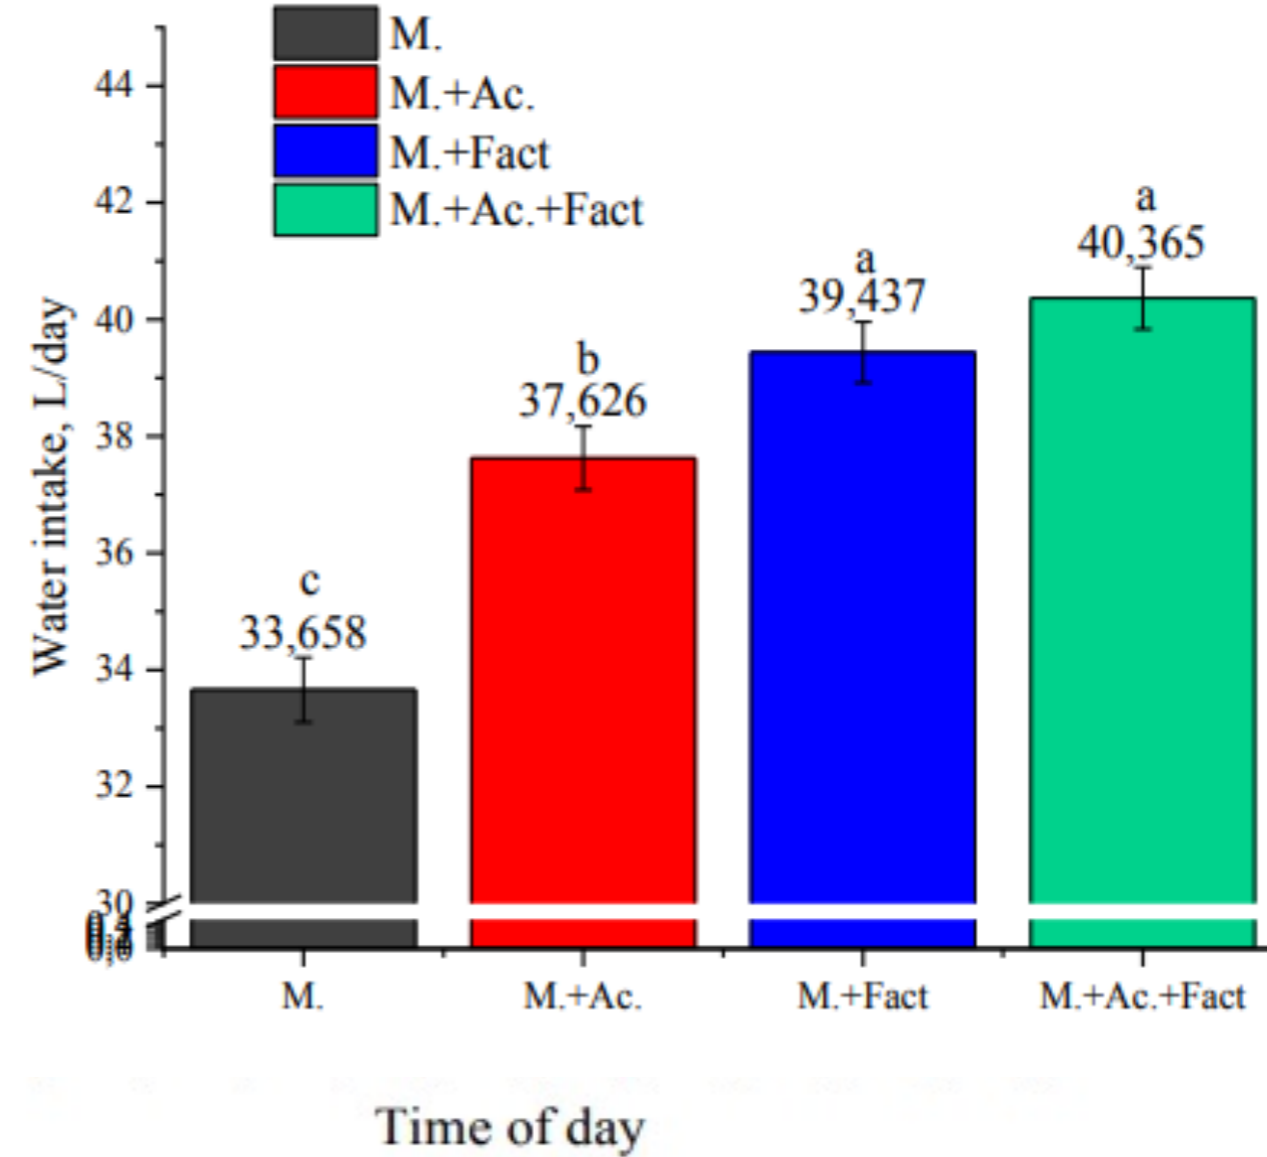 M.
M.+Ac.
M.+Fact
M.+Ac.+Fact
Water intake, L/day
44
42
40
38
36
34
32
30
a
40,365
a
39,437
b
37,626
c
33,658
M.
M.+Ac.
M.+Fact
M.+Ac.+Fact
Time of day